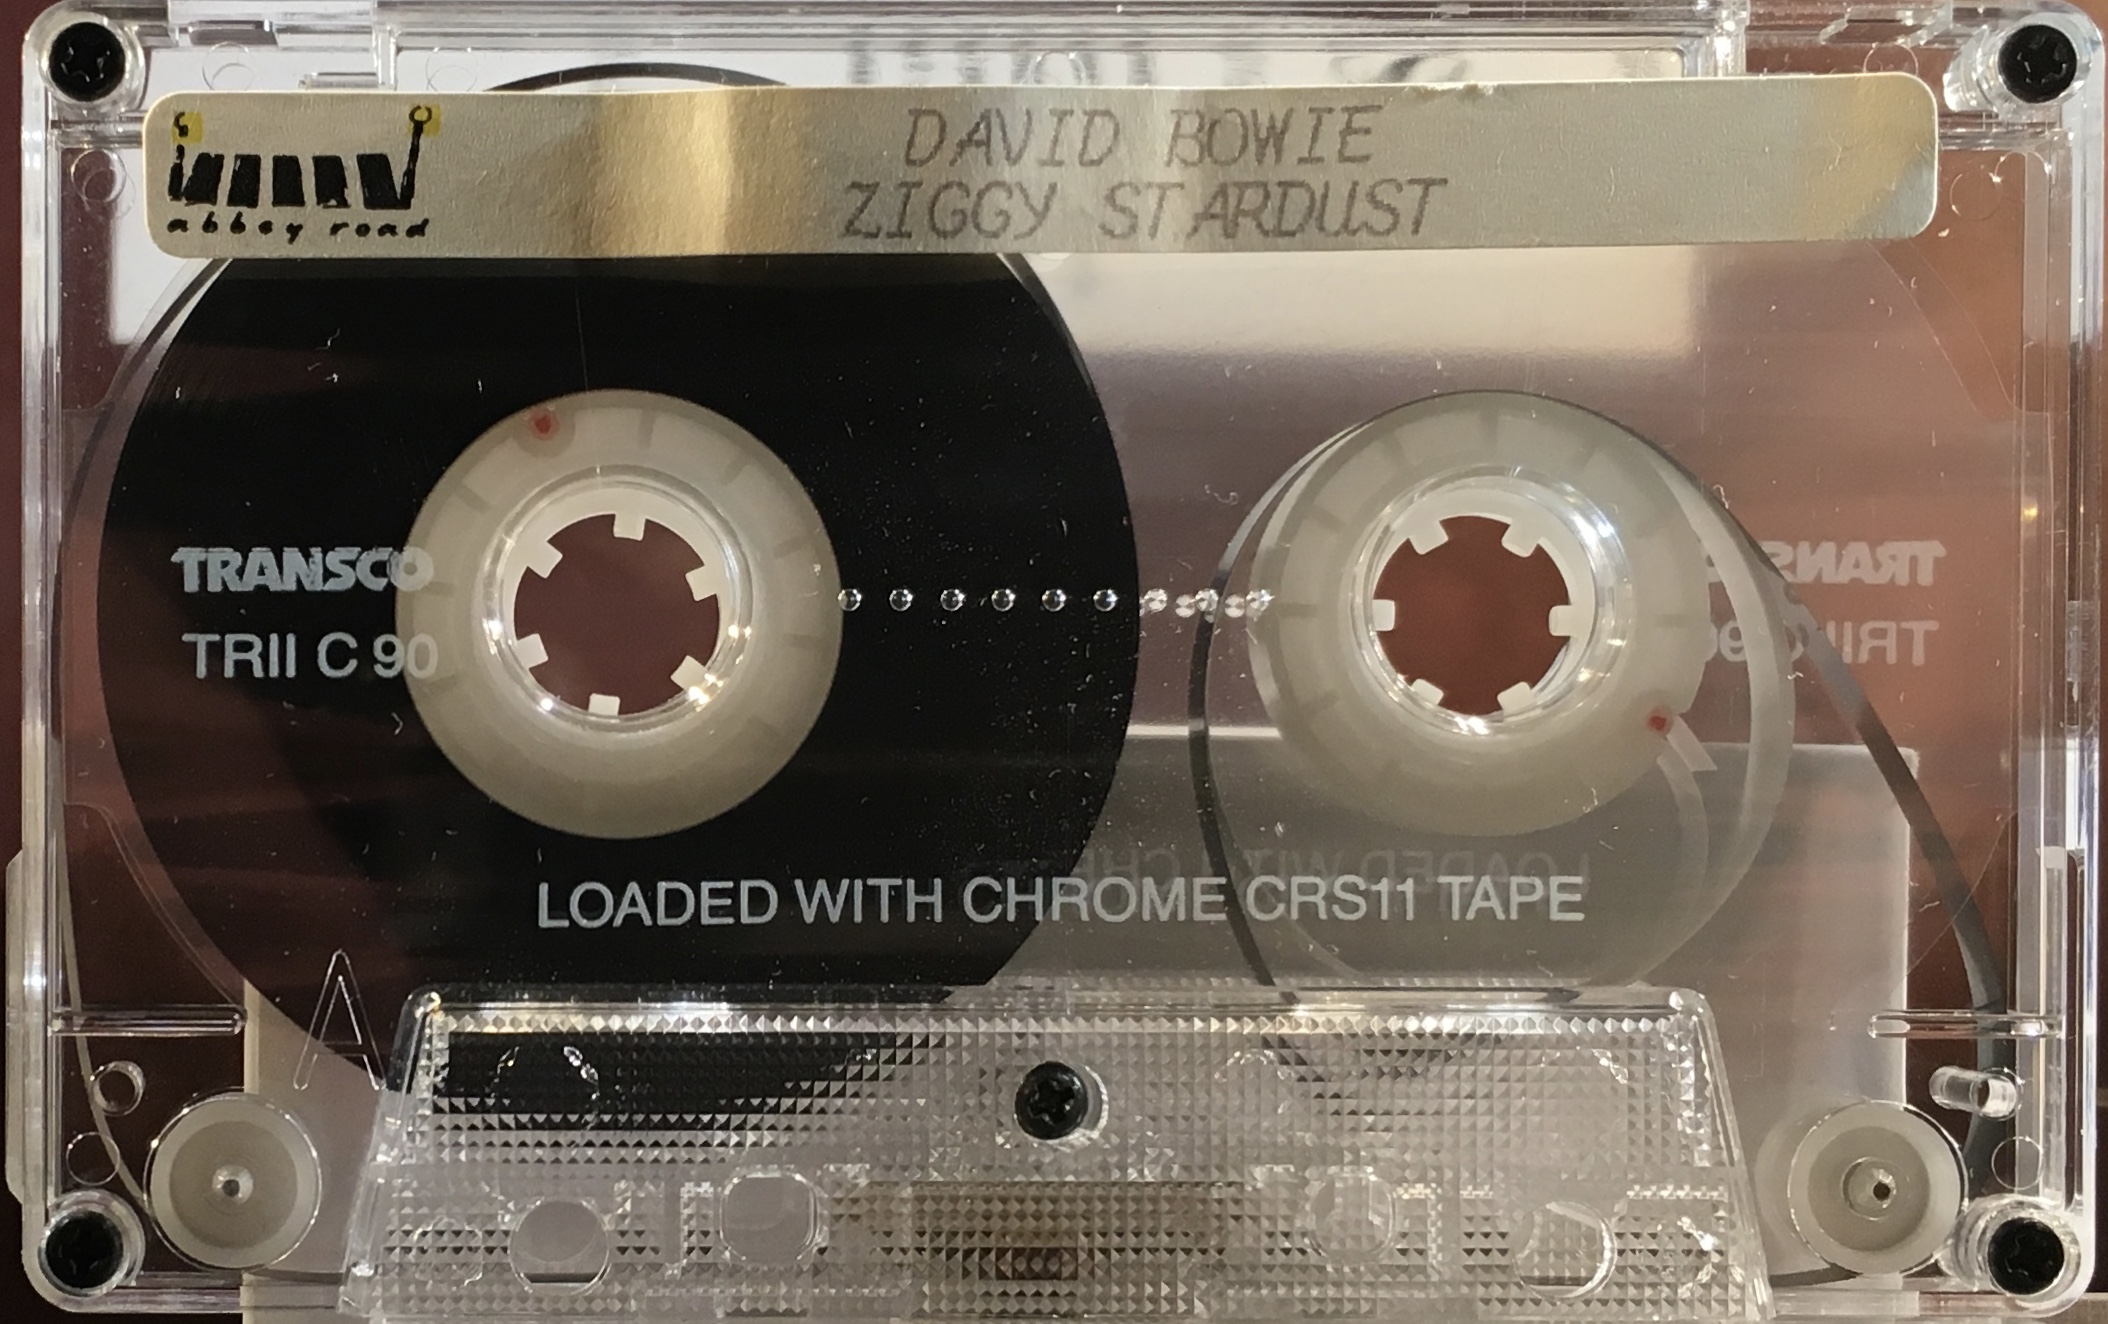 abbey road
DAVID BOWIE
ZIGGY STARDUST
TRANSCO
TRII C 90
LOADED WITH CHROME CRS11 TAPE
A